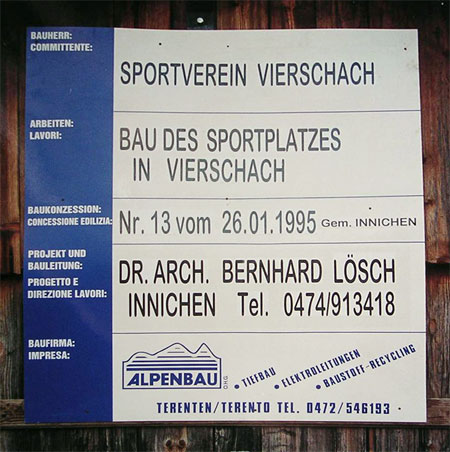 BAUHERR:
COMMITTENTE:
SPORTVEREIN VIERSCHACH
ARBEITEN:
LAVORI:
BAU DES SPORTPLATZES
IN VIERSCHACH
BAUKONZESSION:
CONCESSIONE EDILIZIA:
Nr. 13 vom 26.01.1995 Gem. INNICHEN
PROJEKT UND
BAULEITUNG:
PROGETTO E
DIREZIONE LAVORI:
DR. ARCH. BERNHARD LÖSCH
INNICHEN Tel. 0474/913418
BAUFIRMA:
IMPRESA:
ALPENBAU O.H.G.
• TIEFBAU • ELEKTROLEITUNGEN
• BAUSTOFF-RECYCLING
TERENTEN/TERENTO TEL. 0472/546193